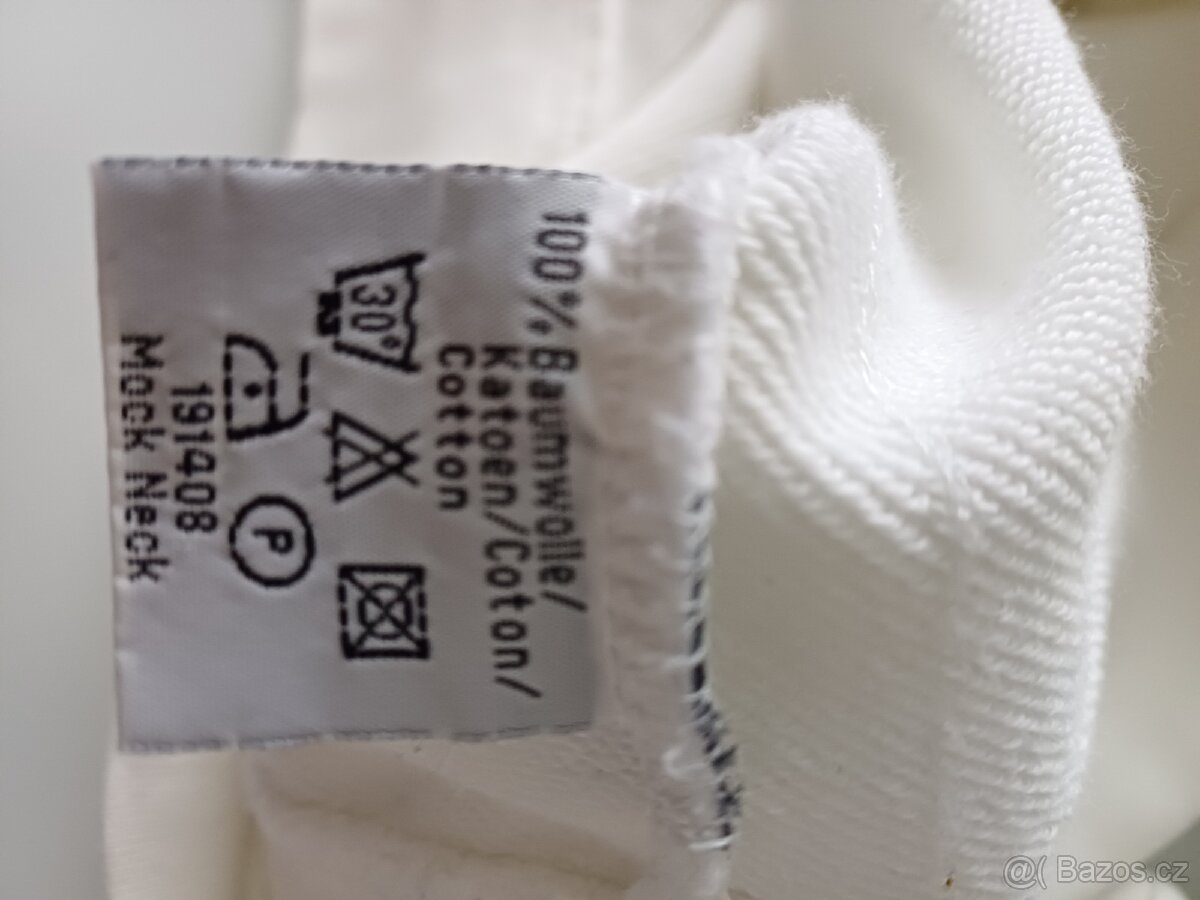 100% Baumwolle/
Katoen/Coton/
Cotton
30°
P
191408
Mock Neck
@( Bazos.cz